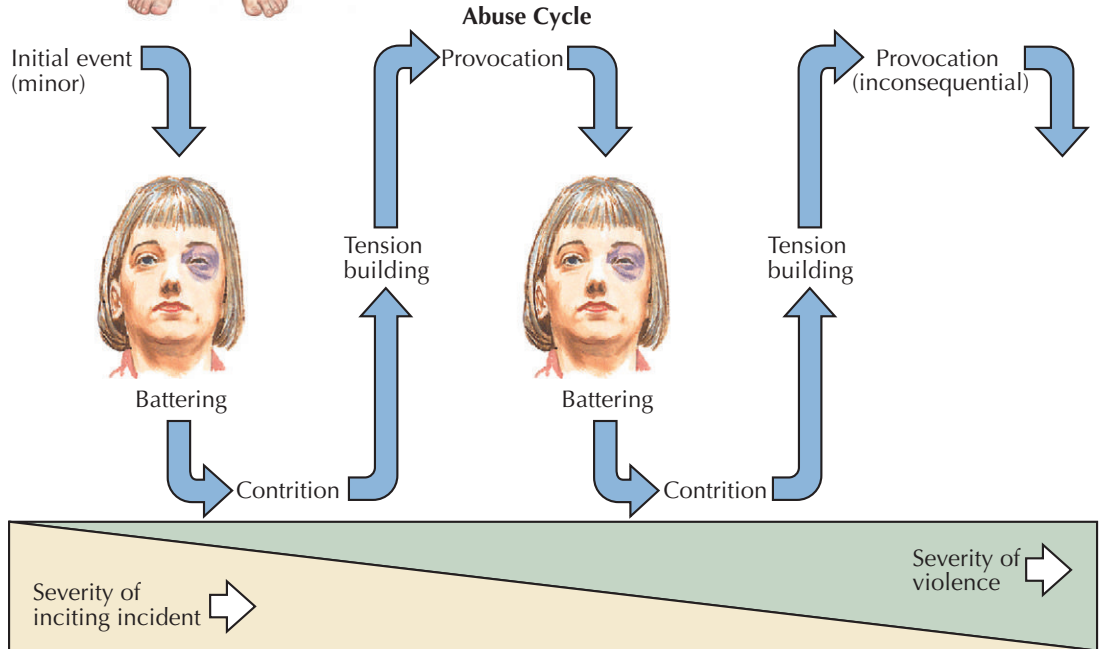 Abuse Cycle
Initial event
(minor)
Provocation
Provocation
(inconsequential)
Tension
building
Tension
building
Battering
Battering
Contrition
Contrition
Severity of
violence
Severity of
inciting incident